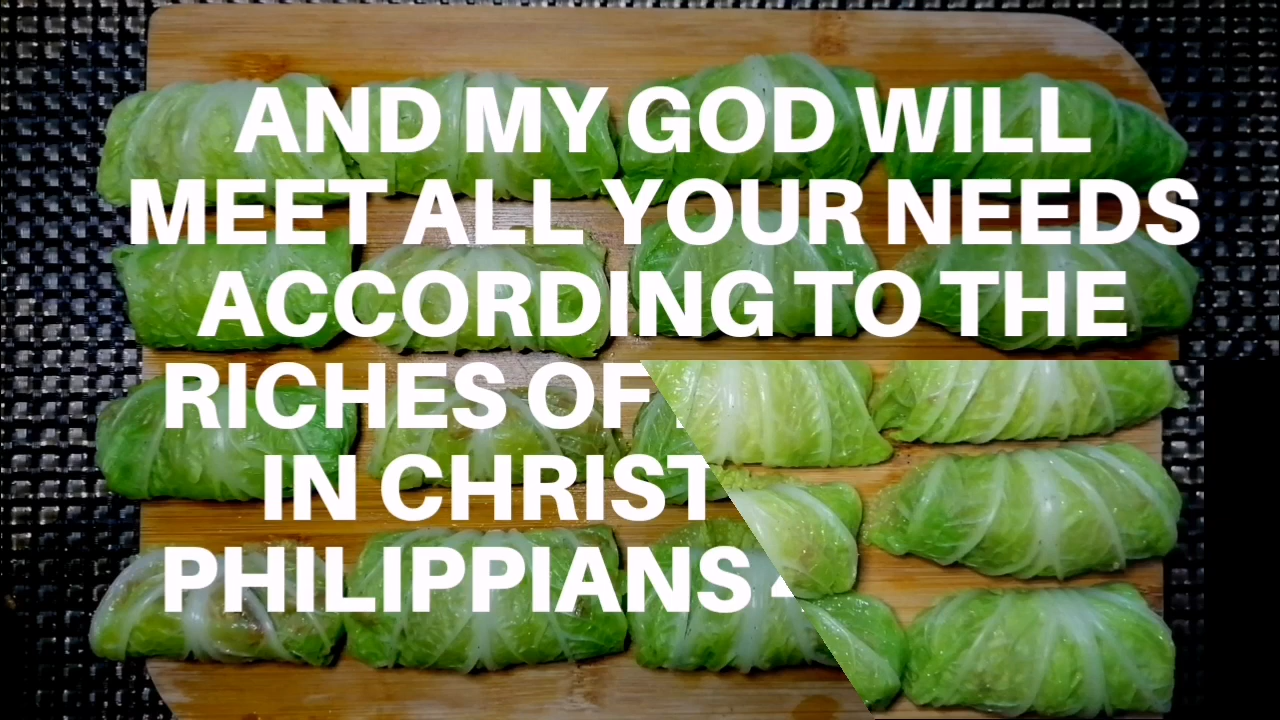 AND MY GOD WILL
MEET ALL YOUR NEEDS
ACCORDING TO THE
RICHES OF
IN CHRIST
PHILIPPIANS